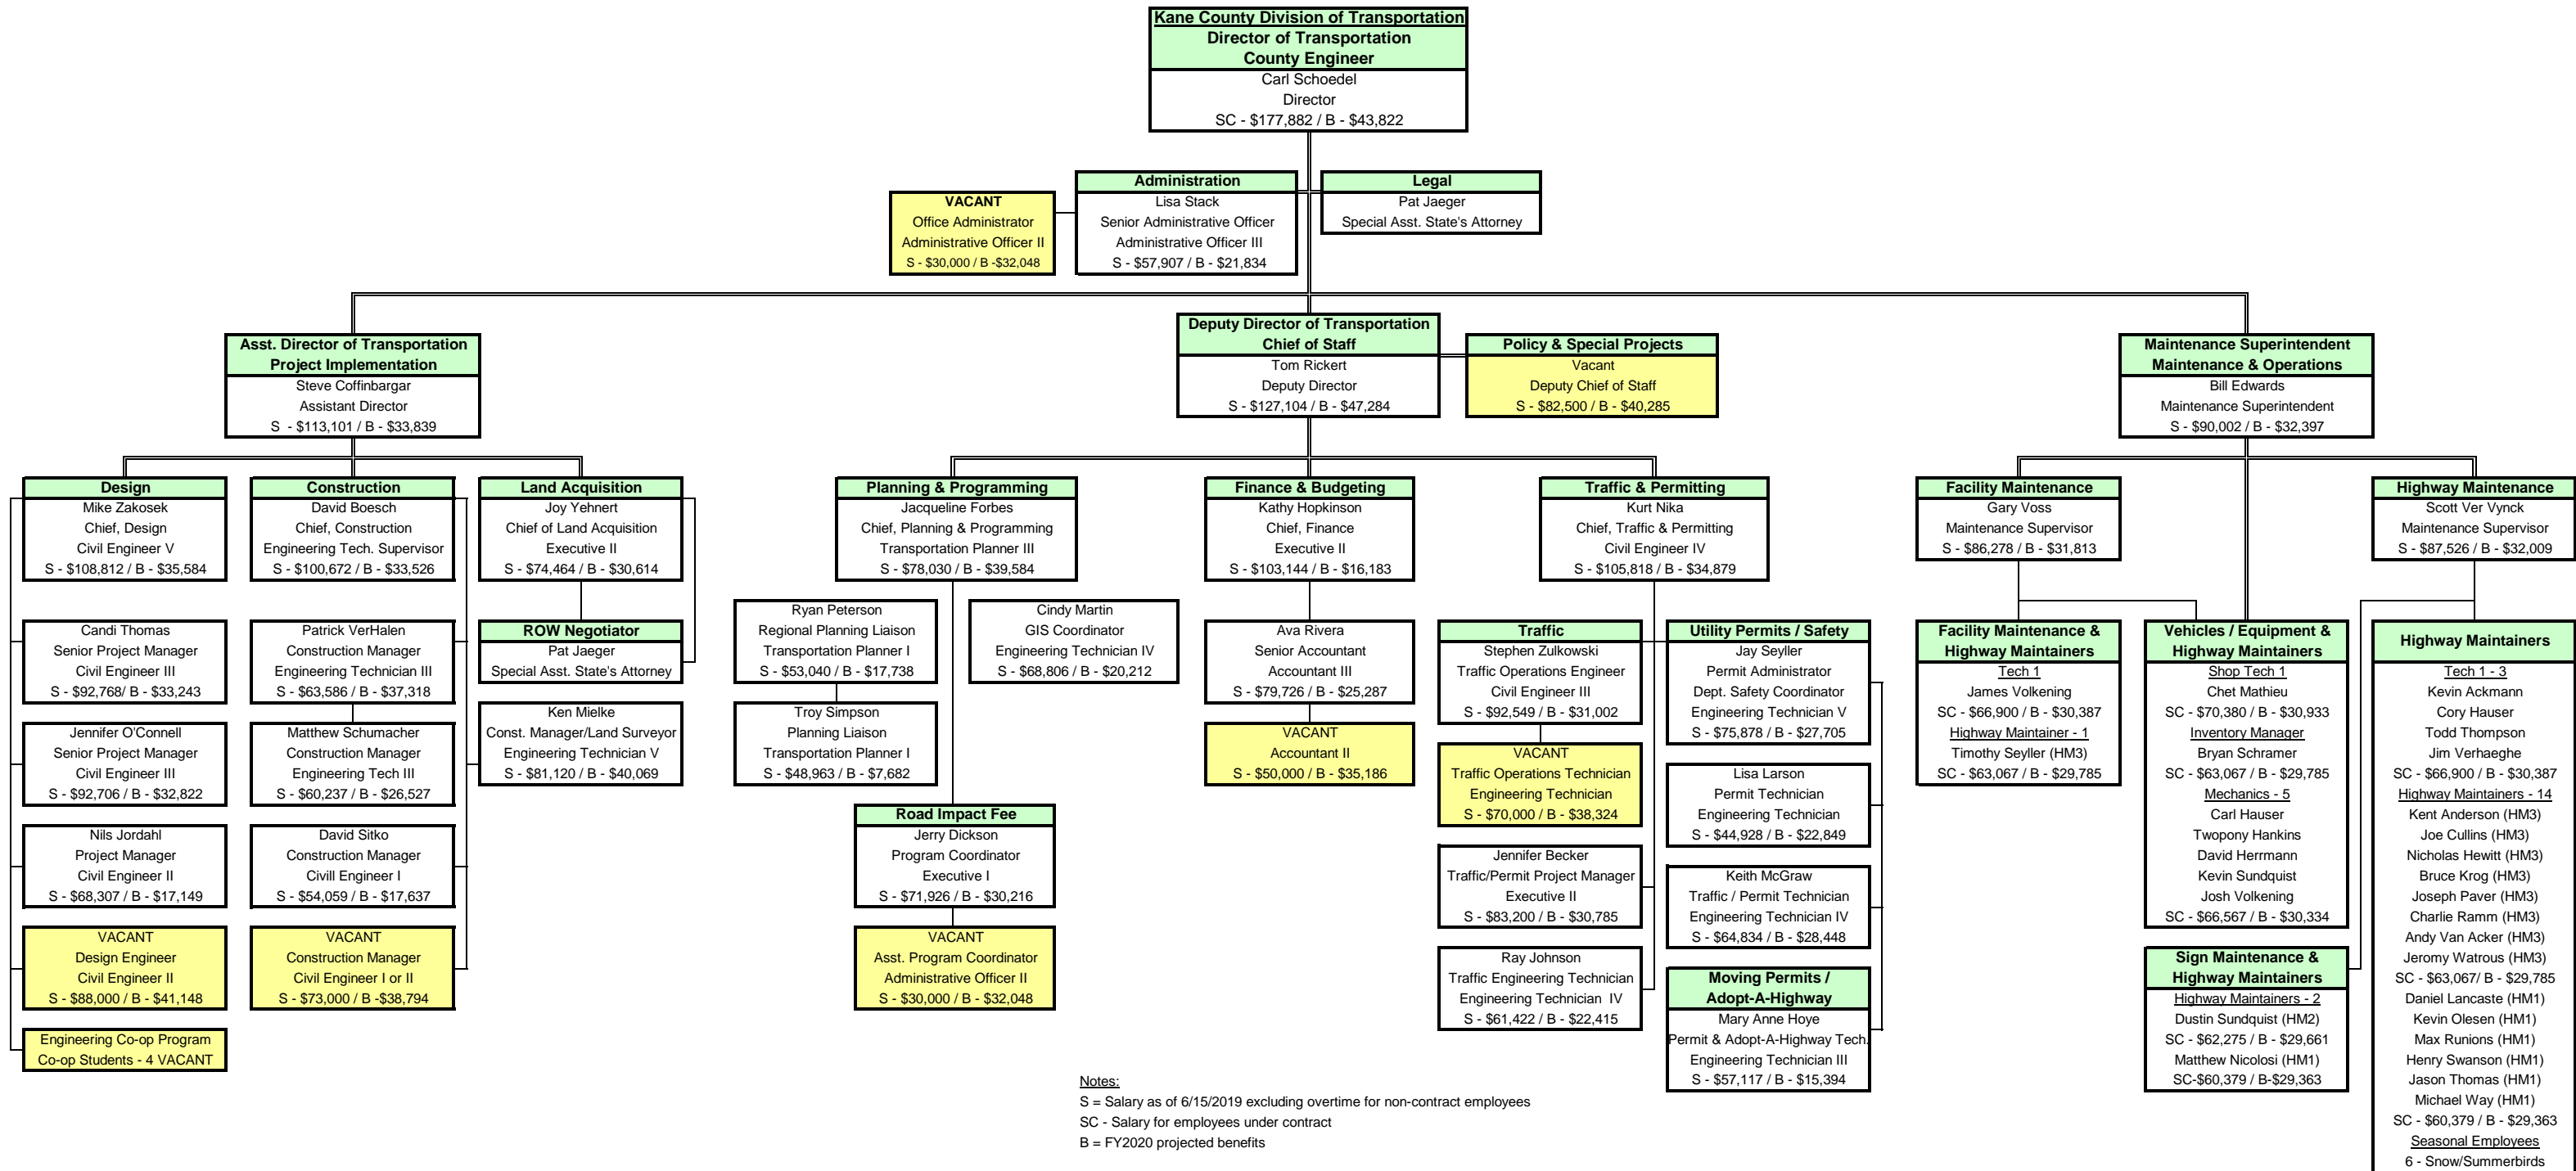 Kane County Division of Transportation
Director of Transportation
County Engineer
Carl Schoedel
Director
SC - $177,882 / B - $43,822
VACANT
Office Administrator
Administrative Officer II
S - $30,000 / B -$32,048
Administration
Lisa Stack
Senior Administrative Officer
Administrative Officer III
S - $57,907 / B - $21,834
Legal
Pat Jaeger
Special Asst. State's Attorney
Asst. Director of Transportation
Project Implementation
Steve Coffinbargar
Assistant Director
S - $113,101 / B - $33,839
Deputy Director of Transportation
Chief of Staff
Tom Rickert
Deputy Director
S - $127,104 / B - $47,284
Policy & Special Projects
Vacant
Deputy Chief of Staff
S - $82,500 / B - $40,285
Maintenance Superintendent
Maintenance & Operations
Bill Edwards
Maintenance Superintendent
S - $90,002 / B - $32,397
Design
Mike Zakosek
Chief, Design
Civil Engineer V
S - $108,812 / B - $35,584
Candi Thomas
Senior Project Manager
Civil Engineer III
S - $92,768/ B - $33,243
Jennifer O'Connell
Senior Project Manager
Civil Engineer III
S - $92,706 / B - $32,822
Nils Jordahl
Project Manager
Civil Engineer II
S - $68,307 / B - $17,149
VACANT
Design Engineer
Civil Engineer II
S - $88,000 / B - $41,148
Engineering Co-op Program
Co-op Students - 4 VACANT
Construction
David Boesch
Chief, Construction
Engineering Tech. Supervisor
S - $100,672 / B - $33,526
Patrick VerHalen
Construction Manager
Engineering Technician III
S - $63,586 / B - $37,318
Matthew Schumacher
Construction Manager
Engineering Tech III
S - $60,237 / B - $26,527
David Sitko
Construction Manager
Civill Engineer I
S - $54,059 / B - $17,637
VACANT
Construction Manager
Civil Engineer I or II
S - $73,000 / B -$38,794
Land Acquisition
Joy Yehnert
Chief of Land Acquisition
Executive II
S - $74,464 / B - $30,614
ROW Negotiator
Pat Jaeger
Special Asst. State's Attorney
Ken Mielke
Const. Manager/Land Surveyor
Engineering Technician V
S - $81,120 / B - $40,069
Planning & Programming
Jacqueline Forbes
Chief, Planning & Programming
Transportation Planner III
S - $78,030 / B - $39,584
Ryan Peterson
Regional Planning Liaison
Transportation Planner I
S - $53,040 / B - $17,738
Troy Simpson
Planning Liaison
Transportation Planner I
S - $48,963 / B - $7,682
Cindy Martin
GIS Coordinator
Engineering Technician IV
S - $68,806 / B - $20,212
Road Impact Fee
Jerry Dickson
Program Coordinator
Executive I
S - $71,926 / B - $30,216
VACANT
Asst. Program Coordinator
Administrative Officer II
S - $30,000 / B - $32,048
Finance & Budgeting
Kathy Hopkinson
Chief, Finance
Executive II
S - $103,144 / B - $16,183
Ava Rivera
Senior Accountant
Accountant III
S - $79,726 / B - $25,287
VACANT
Accountant II
S - $50,000 / B - $35,186
Traffic & Permitting
Kurt Nika
Chief, Traffic & Permitting
Civil Engineer IV
S - $105,818 / B - $34,879
Traffic
Stephen Zulkowski
Traffic Operations Engineer
Civil Engineer III
S - $92,549 / B - $31,002
VACANT
Traffic Operations Technician
Engineering Technician
S - $70,000 / B - $38,324
Jennifer Becker
Traffic/Permit Project Manager
Executive II
S - $83,200 / B - $30,785
Ray Johnson
Traffic Engineering Technician
Engineering Technician IV
S - $61,422 / B - $22,415
Utility Permits / Safety
Jay Seyller
Permit Administrator
Dept. Safety Coordinator
Engineering Technician V
S - $75,878 / B - $27,705
Lisa Larson
Permit Technician
Engineering Technician
S - $44,928 / B - $22,849
Keith McGraw
Traffic / Permit Technician
Engineering Technician IV
S - $64,834 / B - $28,448
Moving Permits /
Adopt-A-Highway
Mary Anne Hoye
Permit & Adopt-A-Highway Tech.
Engineering Technician III
S - $57,117 / B - $15,394
Facility Maintenance
Gary Voss
Maintenance Supervisor
S - $86,278 / B - $31,813
Facility Maintenance &
Highway Maintainers
Tech 1
James Volkening
SC - $66,900 / B - $30,387
Highway Maintainer - 1
Timothy Seyller (HM3)
SC - $63,067 / B - $29,785
Vehicles / Equipment &
Highway Maintainers
Shop Tech 1
Chet Mathieu
SC - $70,380 / B - $30,933
Inventory Manager
Bryan Schramer
SC - $63,067 / B - $29,785
Mechanics - 5
Carl Hauser
Twopony Hankins
David Herrmann
Kevin Sundquist
Josh Volkening
SC - $66,567 / B - $30,334
Sign Maintenance &
Highway Maintainers
Highway Maintainers - 2
Dustin Sundquist (HM2)
SC - $62,275 / B - $29,661
Matthew Nicolosi (HM1)
SC-$60,379 / B-$29,363
Highway Maintenance
Scott Ver Vynck
Maintenance Supervisor
S - $87,526 / B - $32,009
Highway Maintainers
Tech 1 - 3
Kevin Ackmann
Cory Hauser
Todd Thompson
Jim Verhaeghe
SC - $66,900 / B - $30,387
Highway Maintainers - 14
Kent Anderson (HM3)
Joe Cullins (HM3)
Nicholas Hewitt (HM3)
Bruce Krog (HM3)
Joseph Paver (HM3)
Charlie Ramm (HM3)
Andy Van Acker (HM3)
Jeromy Watrous (HM3)
SC - $63,067/ B - $29,785
Daniel Lancaste (HM1)
Kevin Olesen (HM1)
Max Runions (HM1)
Henry Swanson (HM1)
Jason Thomas (HM1)
Michael Way (HM1)
SC - $60,379 / B - $29,363
Seasonal Employees
6 - Snow/Summerbirds
Notes:
S = Salary as of 6/15/2019 excluding overtime for non-contract employees
SC - Salary for employees under contract
B = FY2020 projected benefits